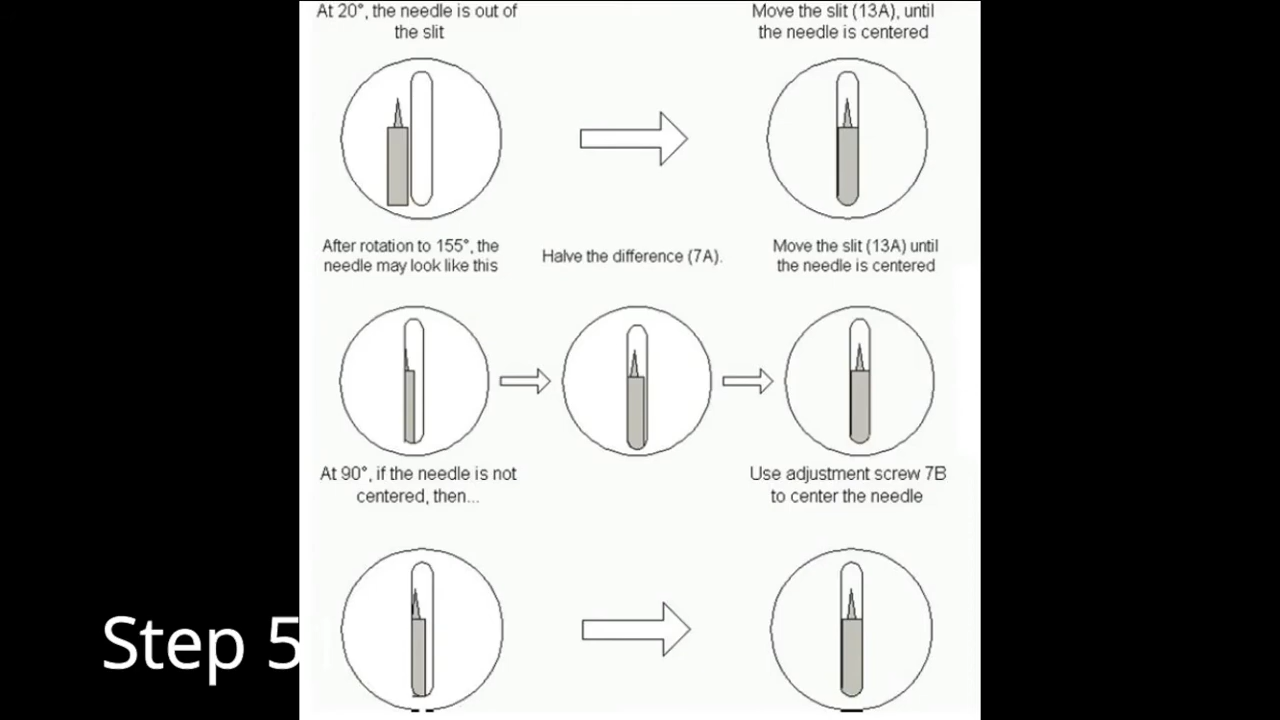 At 20°, the needle is out of
the slit
Move the slit (13A), until
the needle is centered
After rotation to 155°, the
needle may look like this
Halve the difference (7A).
Move the slit (13A) until
the needle is centered
At 90°, if the needle is not
centered, then...
Use adjustment screw 7B
to center the needle
Step 5